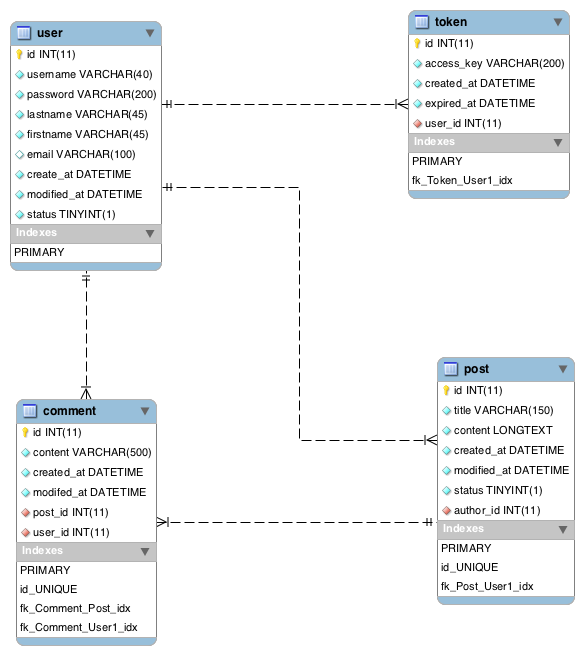 user
id INT(11)
username VARCHAR(40)
password VARCHAR(200)
lastname VARCHAR(45)
firstname VARCHAR(45)
email VARCHAR(100)
create_at DATETIME
modified_at DATETIME
status TINYINT(1)
Indexes
PRIMARY
token
id INT(11)
access_key VARCHAR(200)
created_at DATETIME
expired_at DATETIME
user_id INT(11)
Indexes
PRIMARY
fk_Token_User1_idx
comment
id INT(11)
content VARCHAR(500)
created_at DATETIME
modifed_at DATETIME
post_id INT(11)
user_id INT(11)
Indexes
PRIMARY
id_UNIQUE
fk_Comment_Post_idx
fk_Comment_User1_idx
post
id INT(11)
title VARCHAR(150)
content LONGTEXT
created_at DATETIME
modified_at DATETIME
status TINYINT(1)
author_id INT(11)
Indexes
PRIMARY
id_UNIQUE
fk_Post_User1_idx